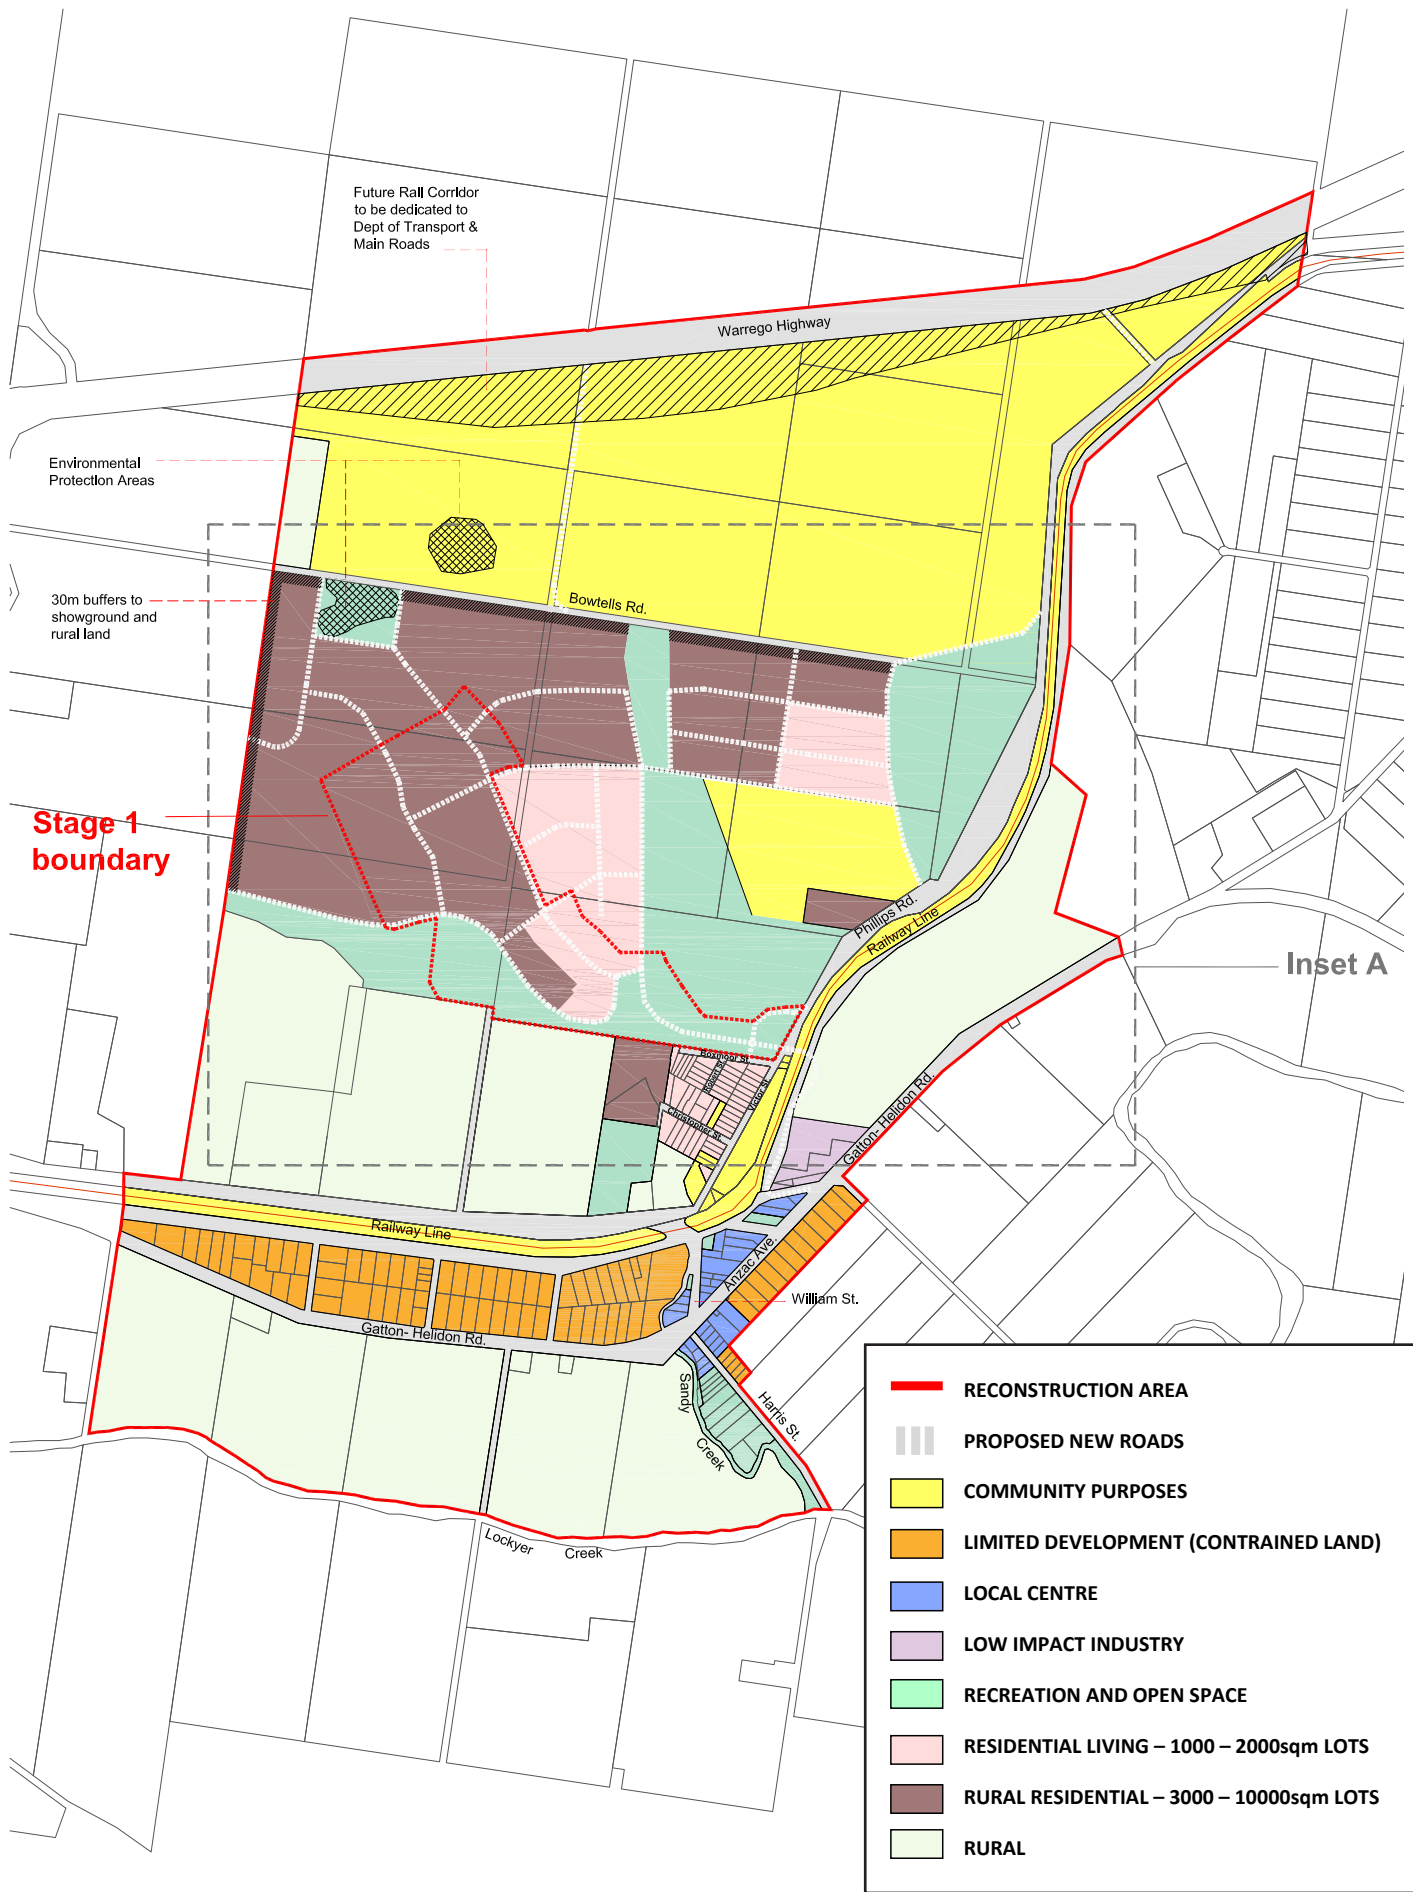 Future Rail Corridor
to be dedicated to
Dept of Transport &
Main Roads
Warrego Highway
Environmental
Protection Areas
30m buffers to
showground and
rural land
Bowtells Rd.
Stage 1
boundary
Phillips Rd.
Railway Line
Inset A
Boxmoor St.
Robert St.
Victor St.
Christopher St.
Gatton- Helidon Rd.
Railway Line
Anzac Ave.
William St.
Gatton- Helidon Rd.
Sandy
Creek
Harris St.
Lockyer
Creek
RECONSTRUCTION AREA
PROPOSED NEW ROADS
COMMUNITY PURPOSES
LIMITED DEVELOPMENT (CONTRAINED LAND)
LOCAL CENTRE
LOW IMPACT INDUSTRY
RECREATION AND OPEN SPACE
RESIDENTIAL LIVING – 1000 – 2000sqm LOTS
RURAL RESIDENTIAL – 3000 – 10000sqm LOTS
RURAL